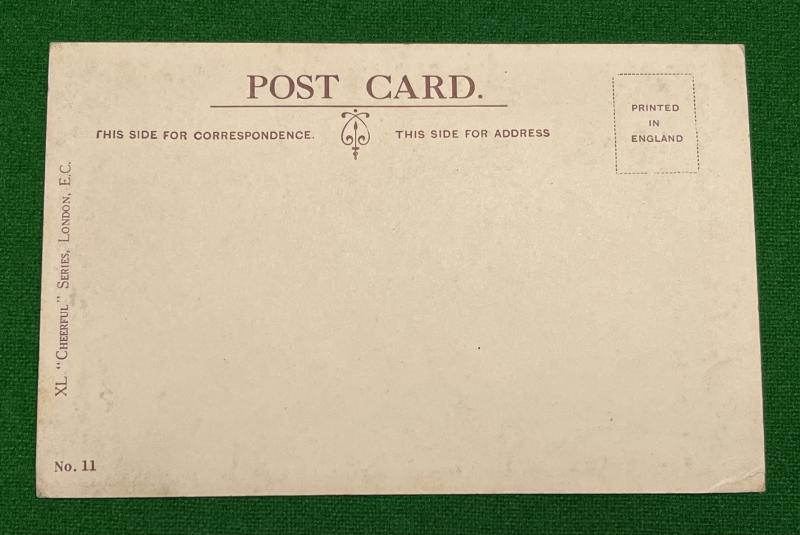 POST CARD.
THIS SIDE FOR CORRESPONDENCE.
THIS SIDE FOR ADDRESS
PRINTED
IN
ENGLAND
XL "CHEERFUL" SERIES, LONDON, E.C.
No. 11